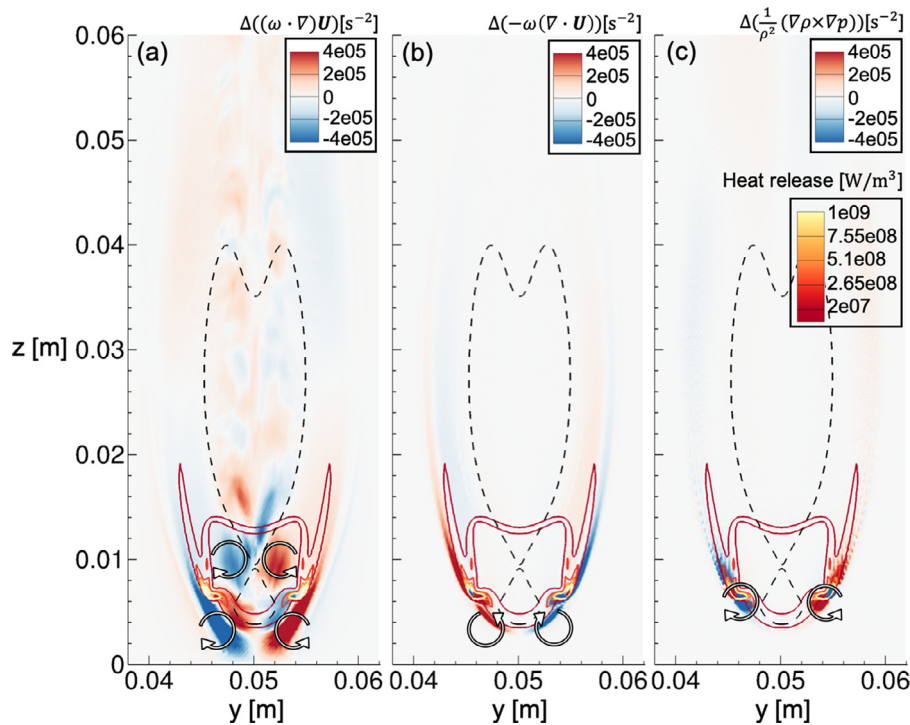 Δ((ω · ∇)U)[s⁻²]
Δ(−ω(∇ · U))[s⁻²]
Δ(1/ρ² (∇ρ×∇p))[s⁻²]
(a)
4e05
2e05
0
-2e05
-4e05
(b)
4e05
2e05
0
-2e05
-4e05
(c)
4e05
2e05
0
-2e05
-4e05
Heat release [W/m³]
1e09
7.55e08
5.1e08
2.65e08
2e07
0.06
0.05
0.04
0.03
0.02
0.01
0
z [m]
0.04 0.05 0.06
0.04 0.05 0.06
0.04 0.05 0.06
y [m]
y [m]
y [m]